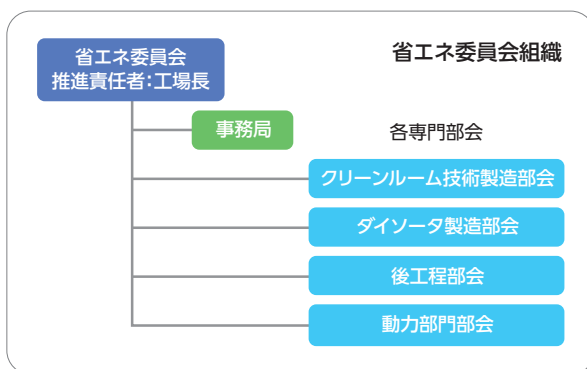 省エネ委員会組織
省エネ委員会
推進責任者:工場長
事務局
各専門部会
クリーンルーム技術製造部会
ダイソータ製造部会
後工程部会
動力部門部会